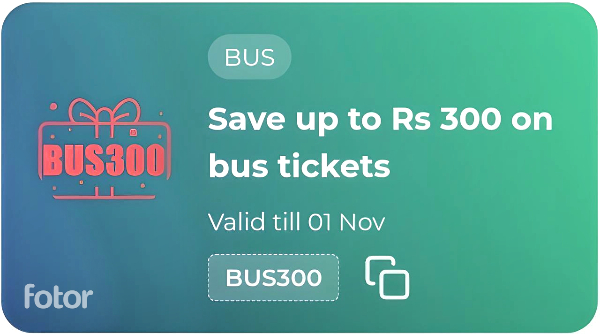 BUS
BUS300
Save up to Rs 300 on
bus tickets
Valid till 01 Nov
BUS300
fotor